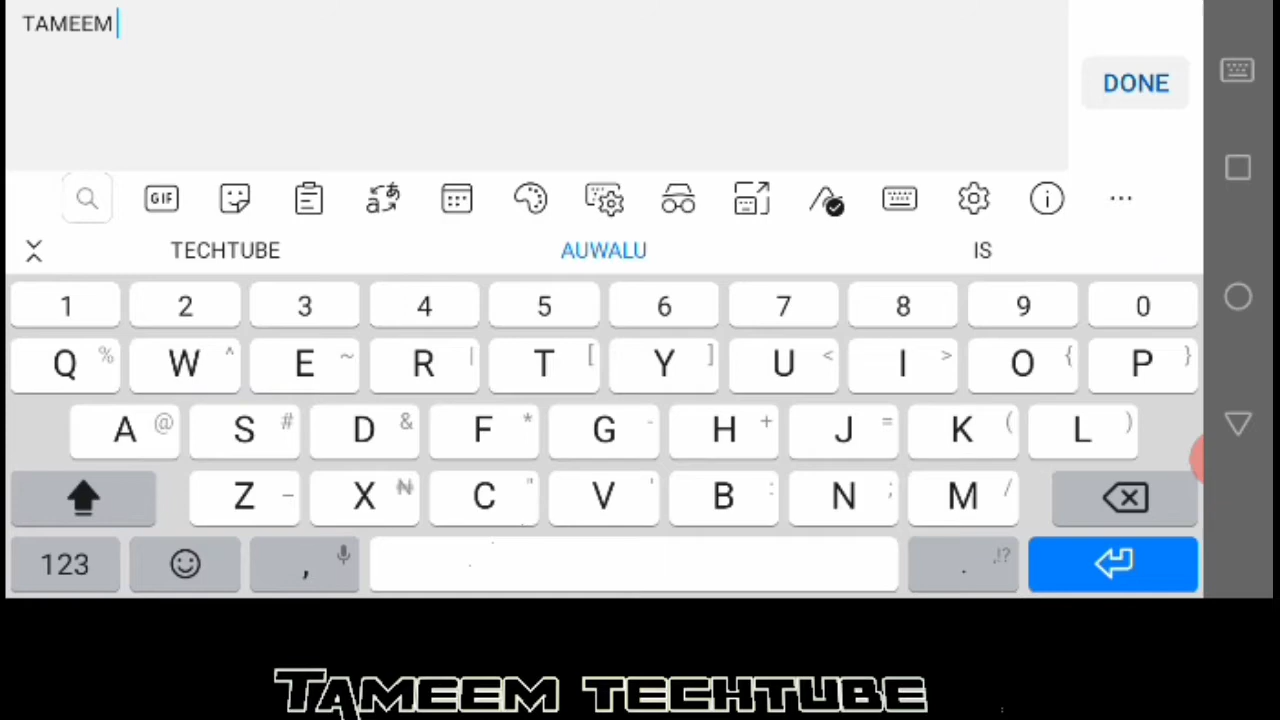 TAMEEM
DONE
GIF
TECHTUBE AUWALU IS
1 2 3 4 5 6 7 8 9 0
Q % W ^ E ~ R | T [ Y ] U < I > O { P }
A @ S # D & F * G - H + J = K ( L )
Z – X ₦ C " V ' B : N ; M /
123 , . ,!?
TAMEEM TECHTUBE